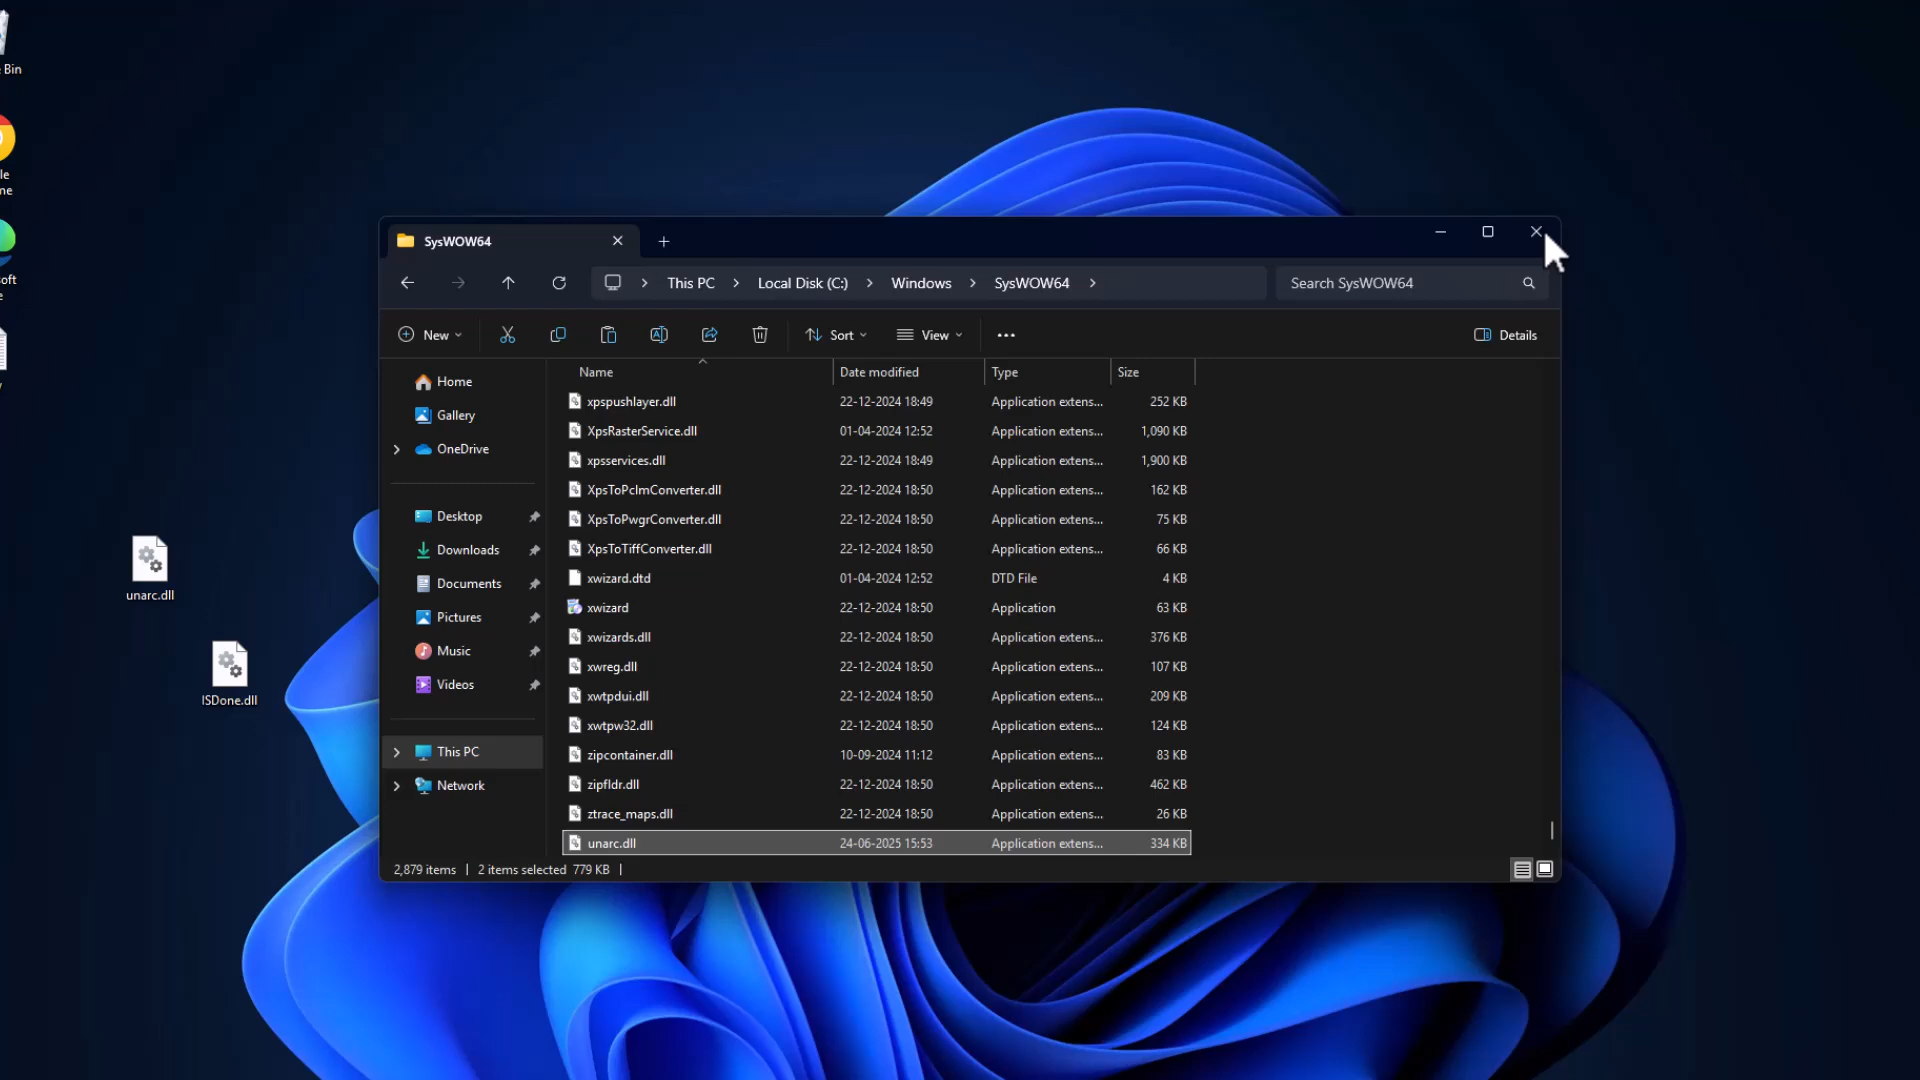 Bin
le
me
soft
e
y
unarc.dll
ISDone.dll
SysWOW64
This PC
Local Disk (C:)
Windows
SysWOW64
Search SysWOW64
New
Sort
View
Details
Home
Gallery
OneDrive
Desktop
Downloads
Documents
Pictures
Music
Videos
This PC
Network
Name Date modified Type Size
xpspushlayer.dll 22-12-2024 18:49 Application extens... 252 KB
XpsRasterService.dll 01-04-2024 12:52 Application extens... 1,090 KB
xpsservices.dll 22-12-2024 18:49 Application extens... 1,900 KB
XpsToPclmConverter.dll 22-12-2024 18:50 Application extens... 162 KB
XpsToPwgrConverter.dll 22-12-2024 18:50 Application extens... 75 KB
XpsToTiffConverter.dll 22-12-2024 18:50 Application extens... 66 KB
xwizard.dtd 01-04-2024 12:52 DTD File 4 KB
xwizard 22-12-2024 18:50 Application 63 KB
xwizards.dll 22-12-2024 18:50 Application extens... 376 KB
xwreg.dll 22-12-2024 18:50 Application extens... 107 KB
xwtpdui.dll 22-12-2024 18:50 Application extens... 209 KB
xwtpw32.dll 22-12-2024 18:50 Application extens... 124 KB
zipcontainer.dll 10-09-2024 11:12 Application extens... 83 KB
zipfldr.dll 22-12-2024 18:50 Application extens... 462 KB
ztrace_maps.dll 22-12-2024 18:50 Application extens... 26 KB
unarc.dll 24-06-2025 15:53 Application extens... 334 KB
2,879 items 2 items selected 779 KB